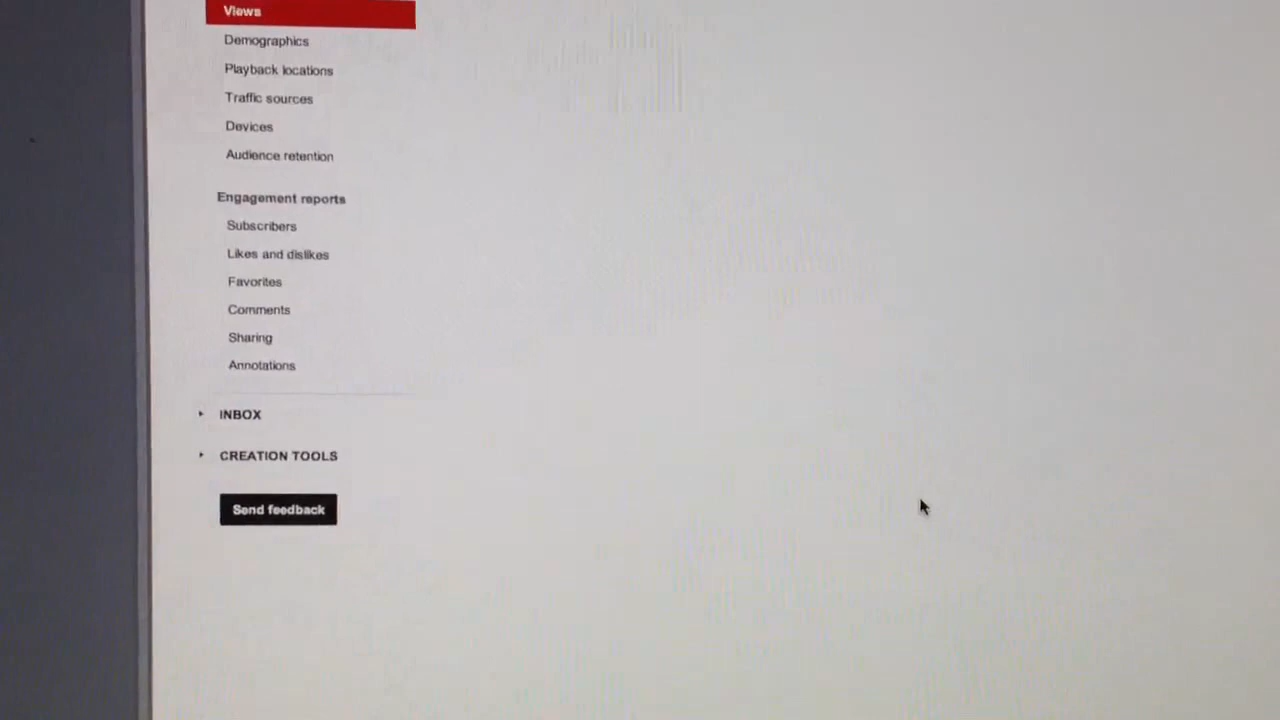 Views
Demographics
Playback locations
Traffic sources
Devices
Audience retention
Engagement reports
Subscribers
Likes and dislikes
Favorites
Comments
Sharing
Annotations
INBOX
CREATION TOOLS
Send feedback